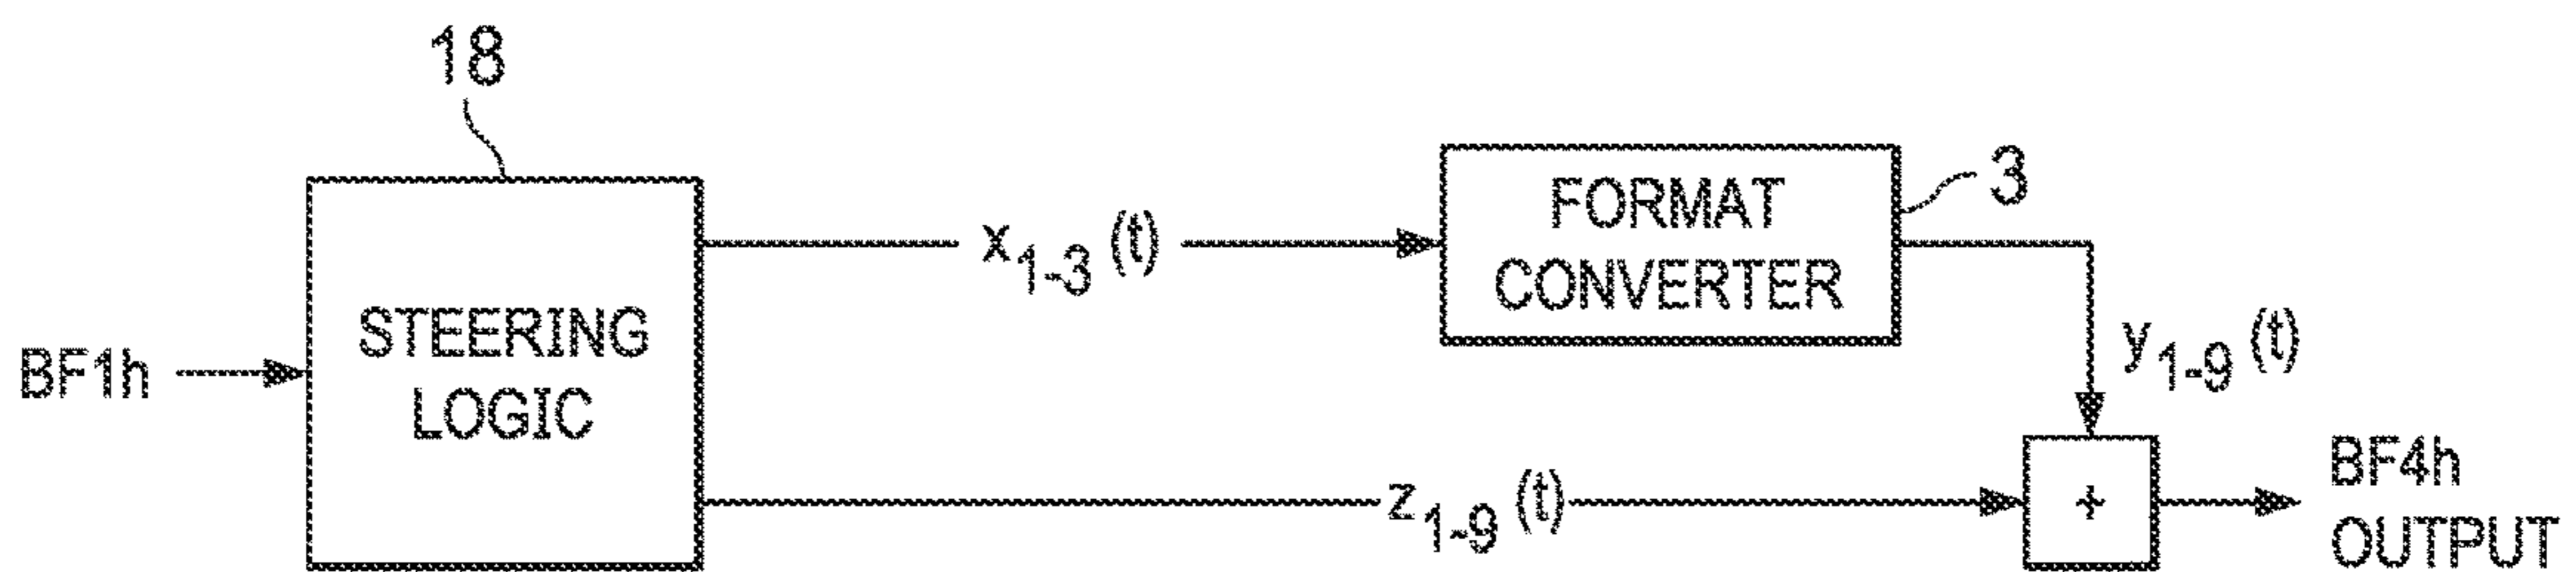 18
STEERING
LOGIC
BF1h
x1-3 (t)
FORMAT
CONVERTER
3
y1-9 (t)
z1-9 (t)
+
BF4h
OUTPUT